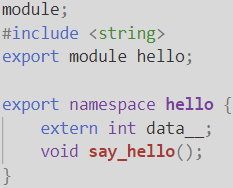 module;
#include <string>
export module hello;

export namespace hello {
    extern int data__;
    void say_hello();
}